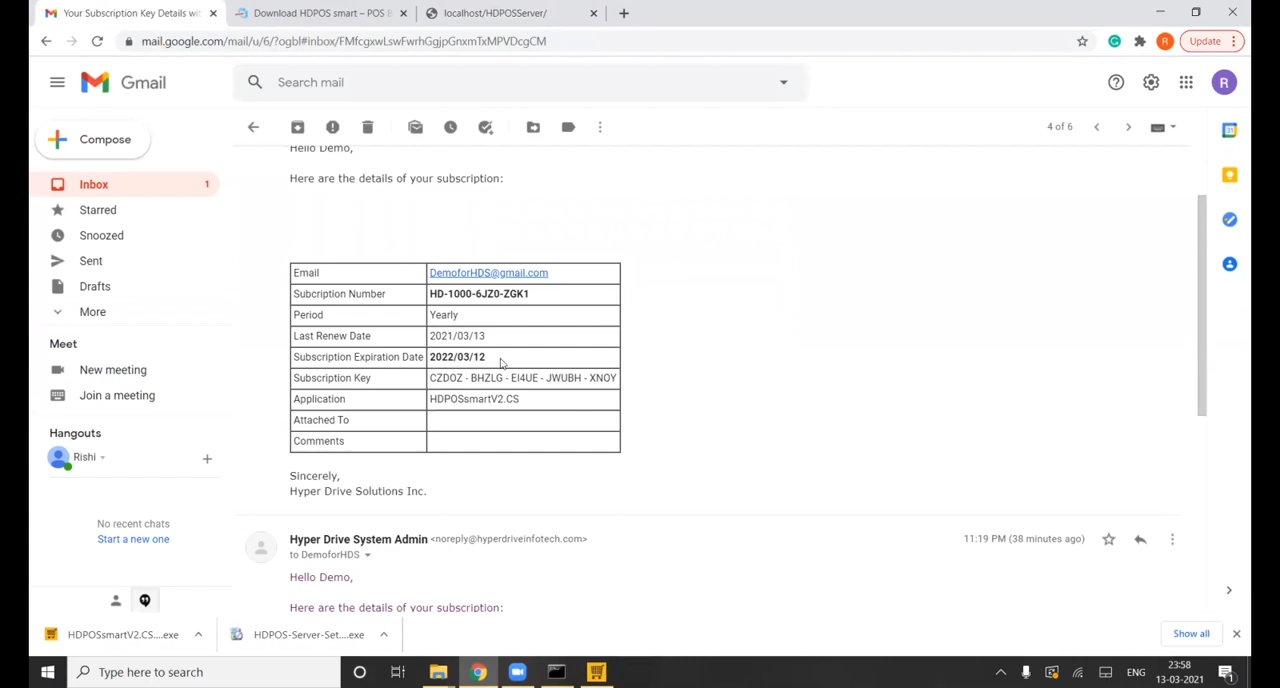 Your Subscription Key Details wit
Download HDPOS smart – POS B
localhost/HDPOSServer/
mail.google.com/mail/u/6/?ogbl#inbox/FMfcgxwLswFwrhGgjpGnxmTxMPVDcgCM
R
Update
Gmail
Search mail
R
Compose
4 of 6
Inbox 1
Starred
Snoozed
Sent
Drafts
More
Meet
New meeting
Join a meeting
Hangouts
Rishi
No recent chats
Start a new one
31
Hello Demo,
Here are the details of your subscription:
Email DemoforHDS@gmail.com
Subcription Number HD-1000-6JZ0-ZGK1
Period Yearly
Last Renew Date 2021/03/13
Subscription Expiration Date 2022/03/12
Subscription Key CZDOZ - BHZLG - EI4UE - JWUBH - XNOY
Application HDPOSsmartV2.CS
Attached To
Comments
Sincerely,
Hyper Drive Solutions Inc.
Hyper Drive System Admin <noreply@hyperdriveinfotech.com> 11:19 PM (38 minutes ago)
to DemoforHDS
Hello Demo,
Here are the details of your subscription:
HDPOSsmartV2.CS....exe
HDPOS-Server-Set....exe
Show all
Type here to search
ENG
23:58
13-03-2021
1